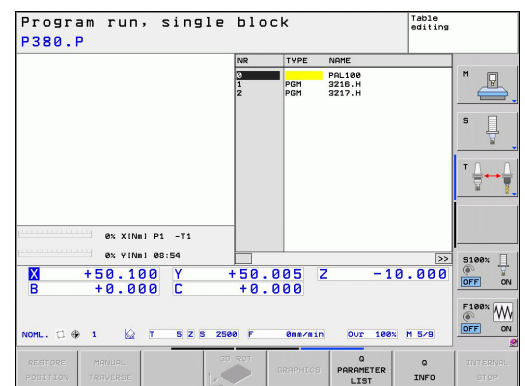 Program run, single block
Table editing
P380.P
NR TYPE NAME
0 PAL100
1 PGM 3216.H
2 PGM 3217.H
M
S
T
0% X[Nm] P1 -T1
0% Y[Nm] 08:54
>>
X +50.100 Y +50.005 Z -10.000
B +0.000 C +0.000
S100%
OFF ON
F100%
OFF ON
NOML. 1 T 5 Z S 2500 F 0mm/min Ovr 100% M 5/9
RESTORE POSITION
MANUAL TRAVERSE
3D ROT
GRAPHICS
Q PARAMETER LIST
Q INFO
INTERNAL STOP